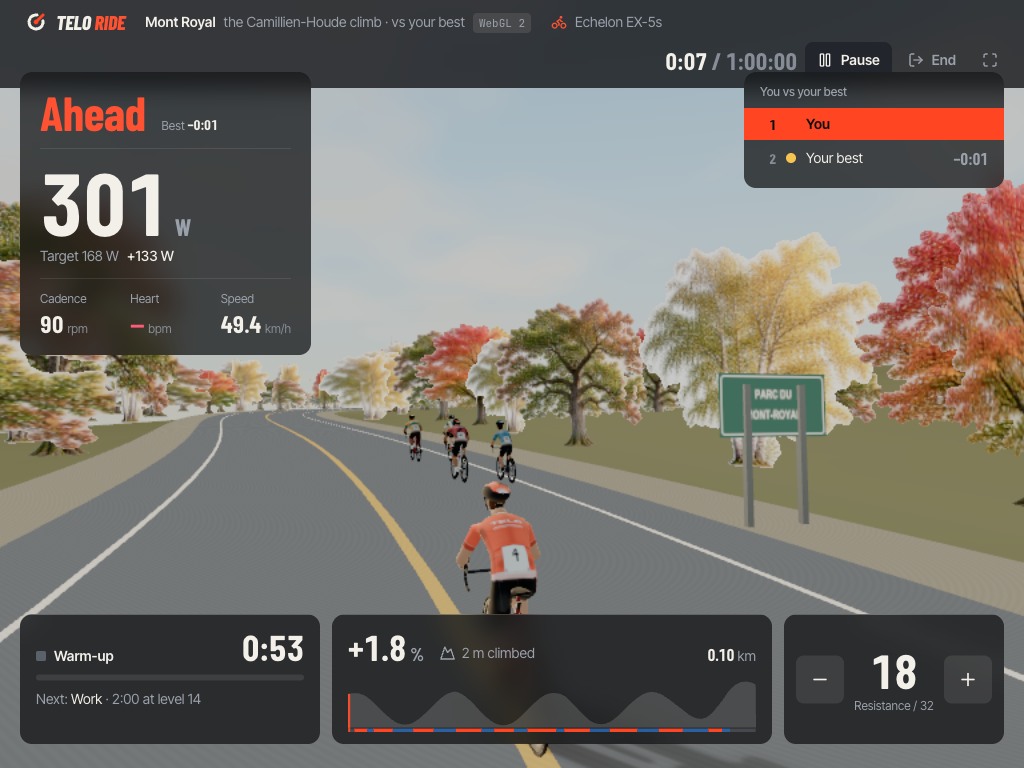 TELO RIDE Mont Royal the Camillien-Houde climb · vs your best WebGL 2 Echelon EX-5s
0:07 / 1:00:00 Pause End
Ahead Best −0:01
301 W
Target 168 W +133 W
Cadence Heart Speed
90 rpm – bpm 49.4 km/h
You vs your best
1 You
2 Your best −0:01
PARC DU
ONT-ROYA
TELO
Warm-up 0:53
Next: Work · 2:00 at level 14
+1.8 % 2 m climbed 0.10 km
− 18 +
Resistance / 32